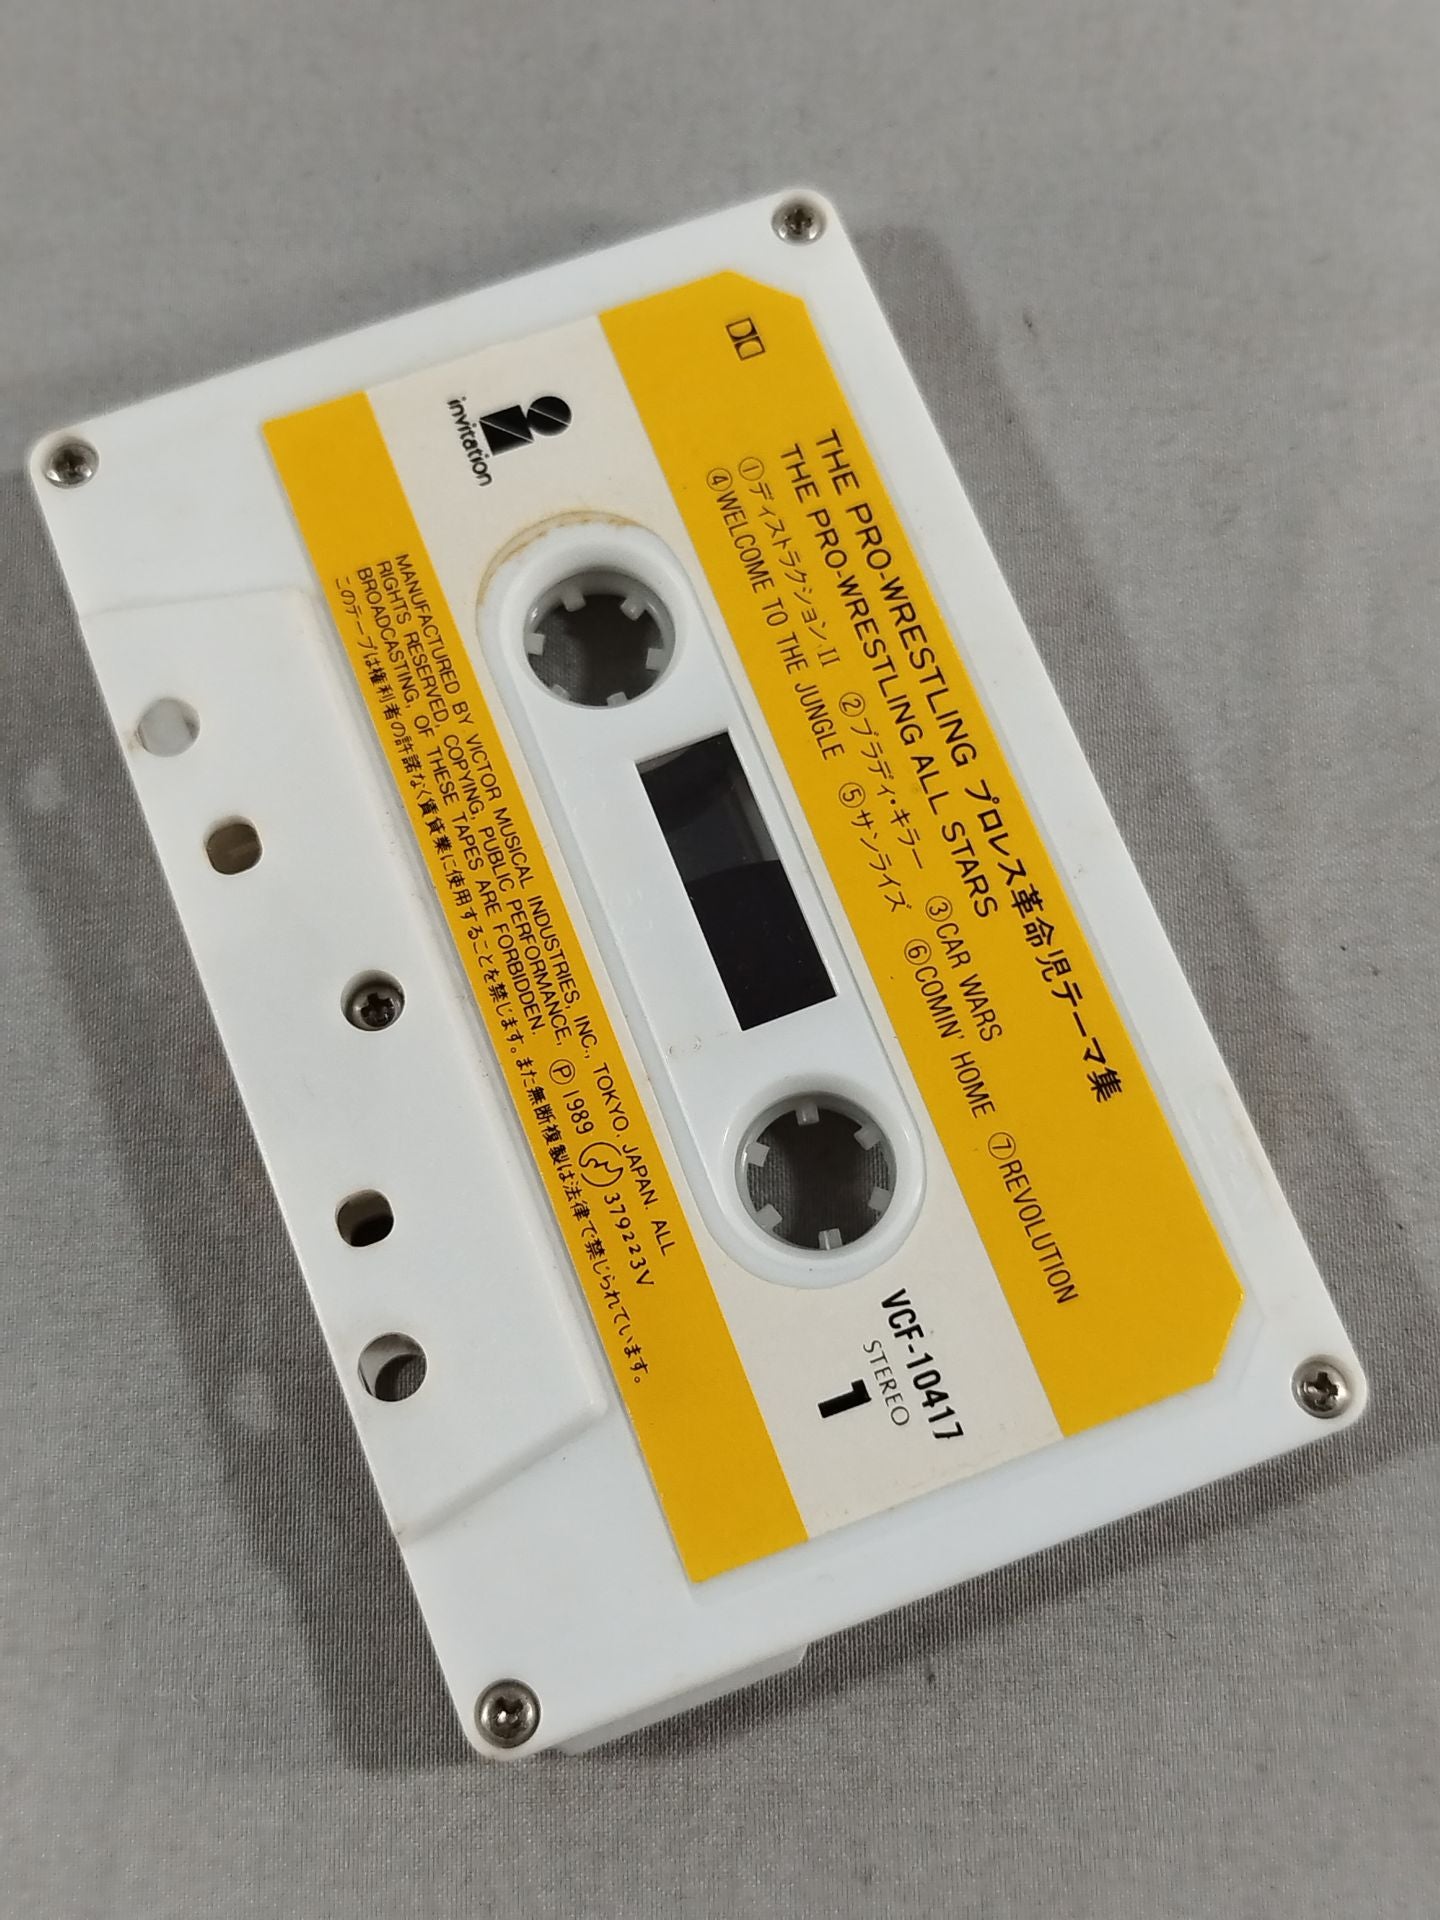 THE PRO-WRESTLING プロレス革命児テーマ集
THE PRO-WRESTLING ALL STARS
①ディストラクションII ②ブラディ・キラー ③CAR WARS
④WELCOME TO THE JUNGLE ⑤サンライズ ⑥COMIN' HOME ⑦REVOLUTION
invitation
VCF-10417
STEREO
1
MANUFACTURED BY VICTOR MUSICAL INDUSTRIES, INC., TOKYO, JAPAN. ALL
RIGHTS RESERVED, COPYING, PUBLIC PERFORMANCE, Ⓟ 1989 379223V
BROADCASTING, OF THESE TAPES ARE FORBIDDEN.
このテープは権利者の許諾なく賃貸業に使用することを禁じます。また無断複製は法律で禁じられています。